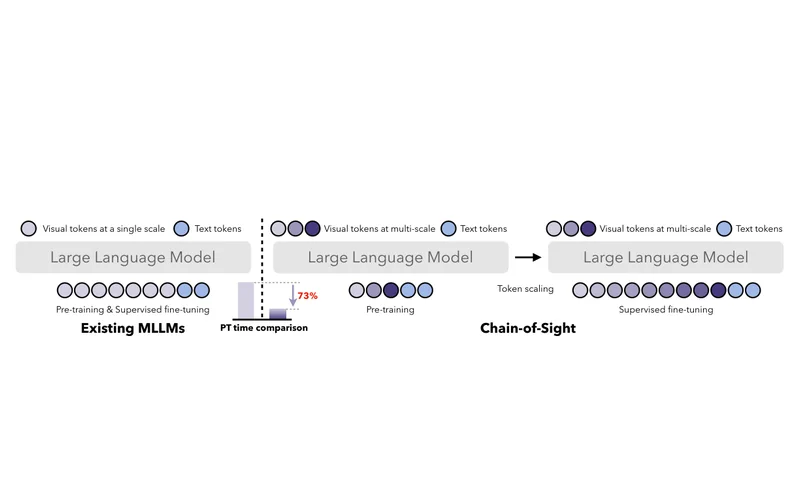 Visual tokens at a single scale
Text tokens
Large Language Model
Pre-training & Supervised fine-tuning
Existing MLLMs
73%
PT time comparison
Visual tokens at multi-scale
Text tokens
Large Language Model
Pre-training
Token scaling
Chain-of-Sight
Visual tokens at multi-scale
Text tokens
Large Language Model
Supervised fine-tuning